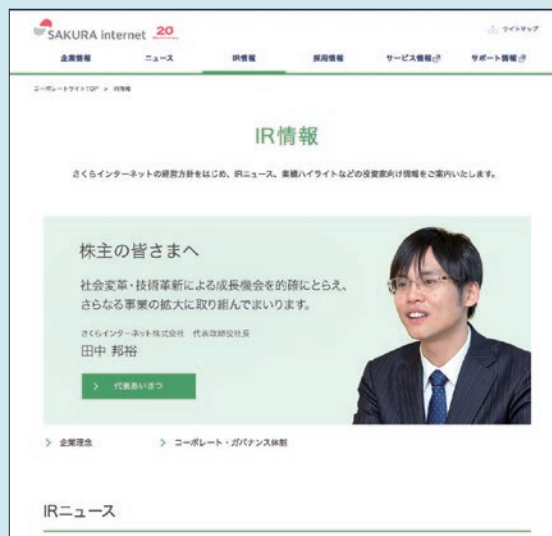 SAKURA internet 20
サイトマップ
企業情報 ニュース IR情報 採用情報 サービス情報 サポート情報
コーポレートサイトTOP > IR情報
IR情報
さくらインターネットの経営方針をはじめ、IRニュース、業績ハイライトなどの投資家向け情報をご案内いたします。
株主の皆さまへ
社会変革・技術革新による成長機会を的確にとらえ、
さらなる事業の拡大に取り組んでまいります。
さくらインターネット株式会社 代表取締役社長
田中 邦裕
> 代表あいさつ
> 企業理念 > コーポレート・ガバナンス体制
IRニュース